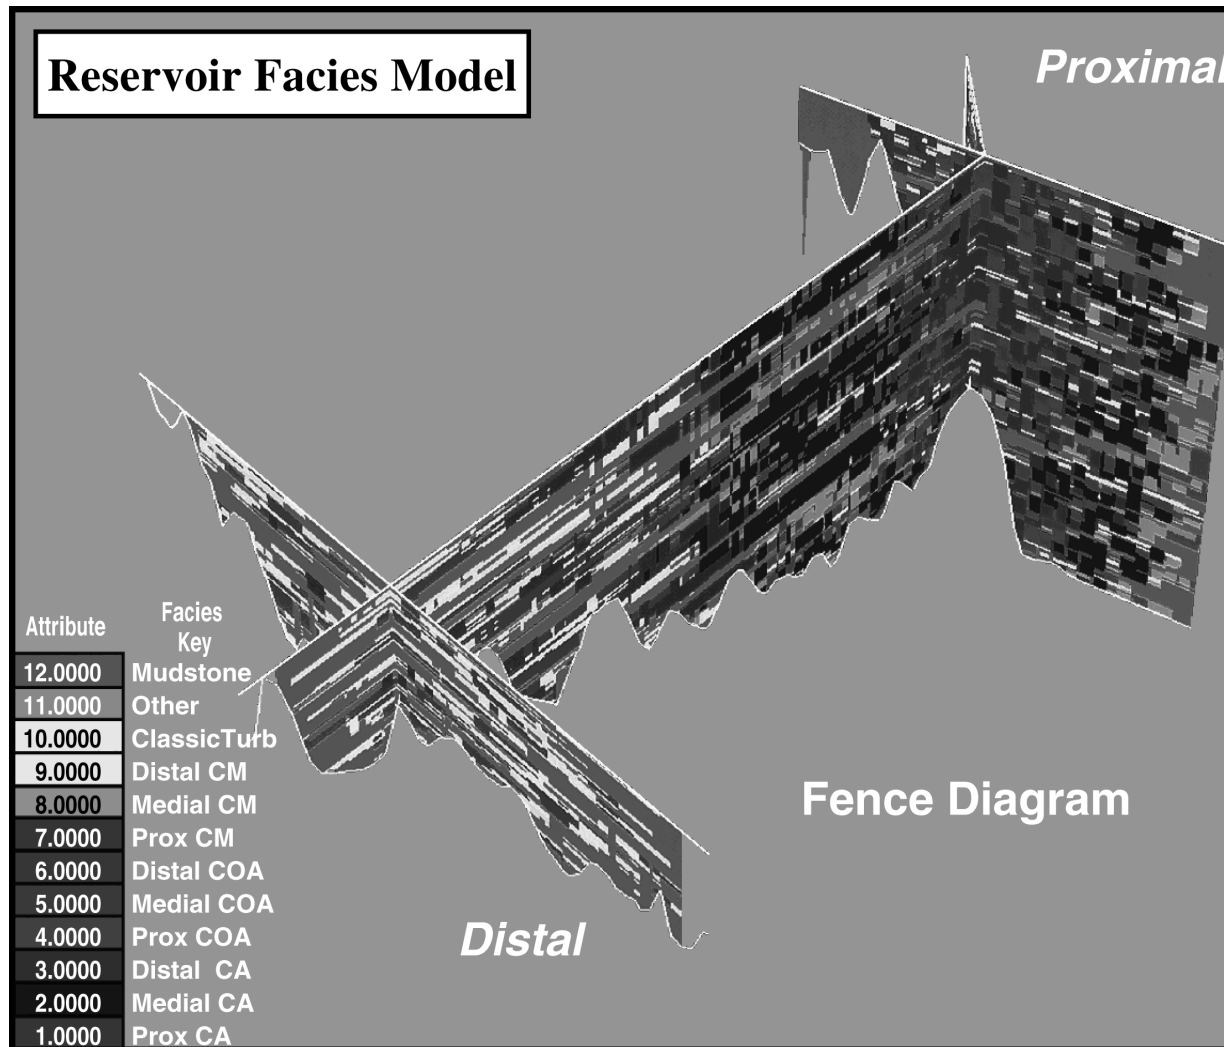 Reservoir Facies Model
Proximal
Attribute
Facies
Key
12.0000 Mudstone
11.0000 Other
10.0000 ClassicTurb
9.0000 Distal CM
8.0000 Medial CM
7.0000 Prox CM
6.0000 Distal COA
5.0000 Medial COA
4.0000 Prox COA
3.0000 Distal CA
2.0000 Medial CA
1.0000 Prox CA
Fence Diagram
Distal